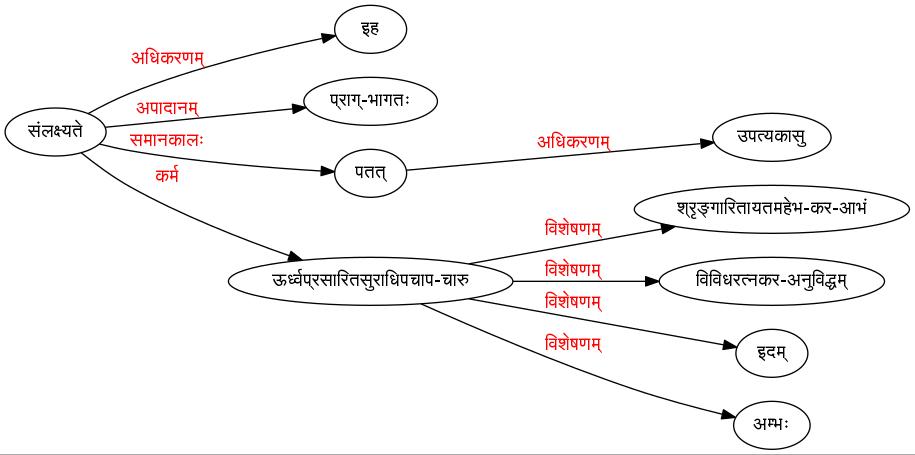 इह
अधिकरणम्
प्राग्-भागतः
अपादानम्
संलक्ष्यते
समानकालः
पतत्
अधिकरणम्
उपत्यकासु
कर्म
श्रृङ्गारितायतमहेभ-कर-आभं
विशेषणम्
ऊर्ध्वप्रसारितसुराधिपचाप-चारु
विशेषणम्
विविधरत्नकर-अनुविद्धम्
विशेषणम्
इदम्
विशेषणम्
अम्भः